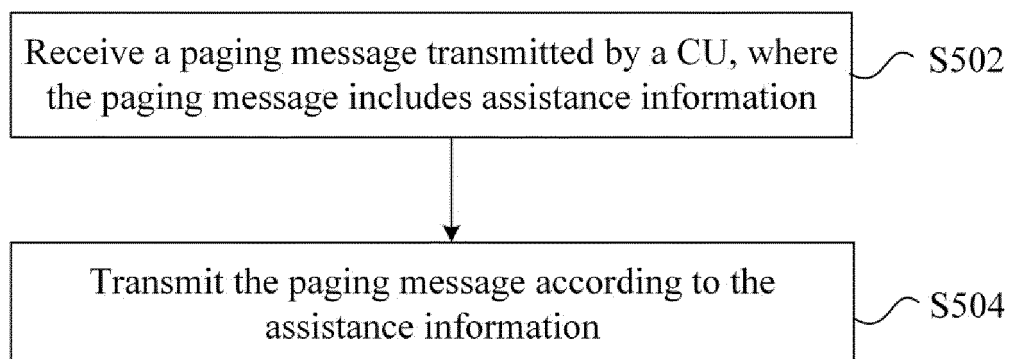 Receive a paging message transmitted by a CU, where
the paging message includes assistance information
S502
Transmit the paging message according to the
assistance information
S504